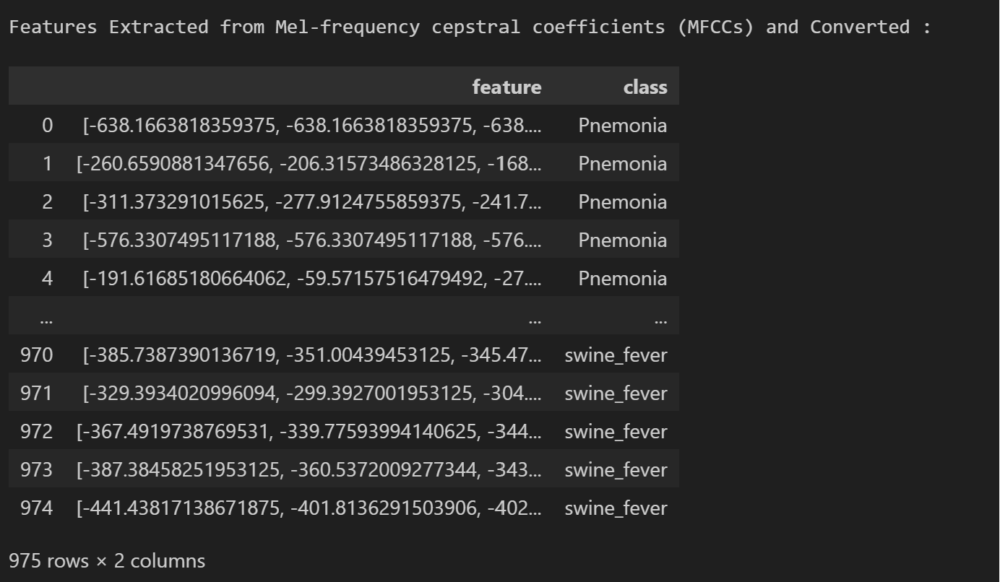 Features Extracted from Mel-frequency cepstral coefficients (MFCCs) and Converted :
feature class
0 [-638.1663818359375, -638.1663818359375, -638.... Pnemonia
1 [-260.6590881347656, -206.31573486328125, -168... Pnemonia
2 [-311.373291015625, -277.9124755859375, -241.7... Pnemonia
3 [-576.3307495117188, -576.3307495117188, -576.... Pnemonia
4 [-191.61685180664062, -59.57157516479492, -27.... Pnemonia
... ... ...
970 [-385.7387390136719, -351.00439453125, -345.47... swine_fever
971 [-329.3934020996094, -299.3927001953125, -304.... swine_fever
972 [-367.4919738769531, -339.77593994140625, -344... swine_fever
973 [-387.38458251953125, -360.5372009277344, -343... swine_fever
974 [-441.43817138671875, -401.8136291503906, -402... swine_fever
975 rows × 2 columns